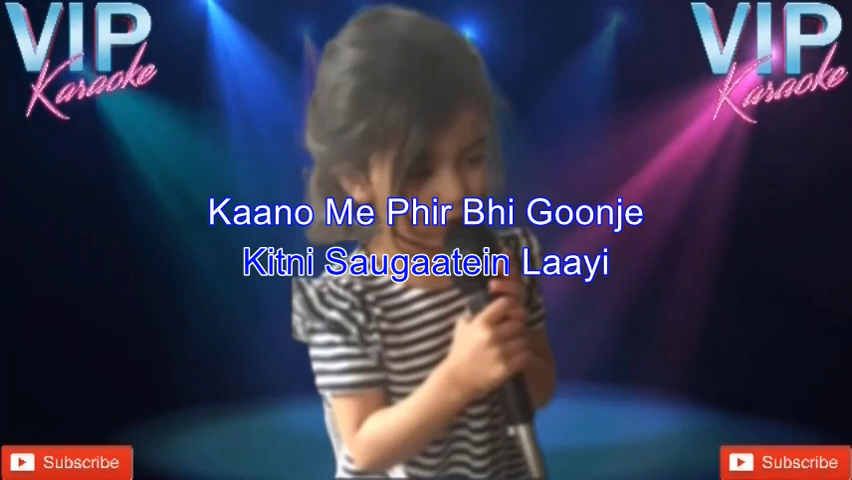 VIP
Karaoke
VIP
Karaoke
Kaano Me Phir Bhi Goonje
Kitni Saugaatein Laayi
Subscribe
Subscribe